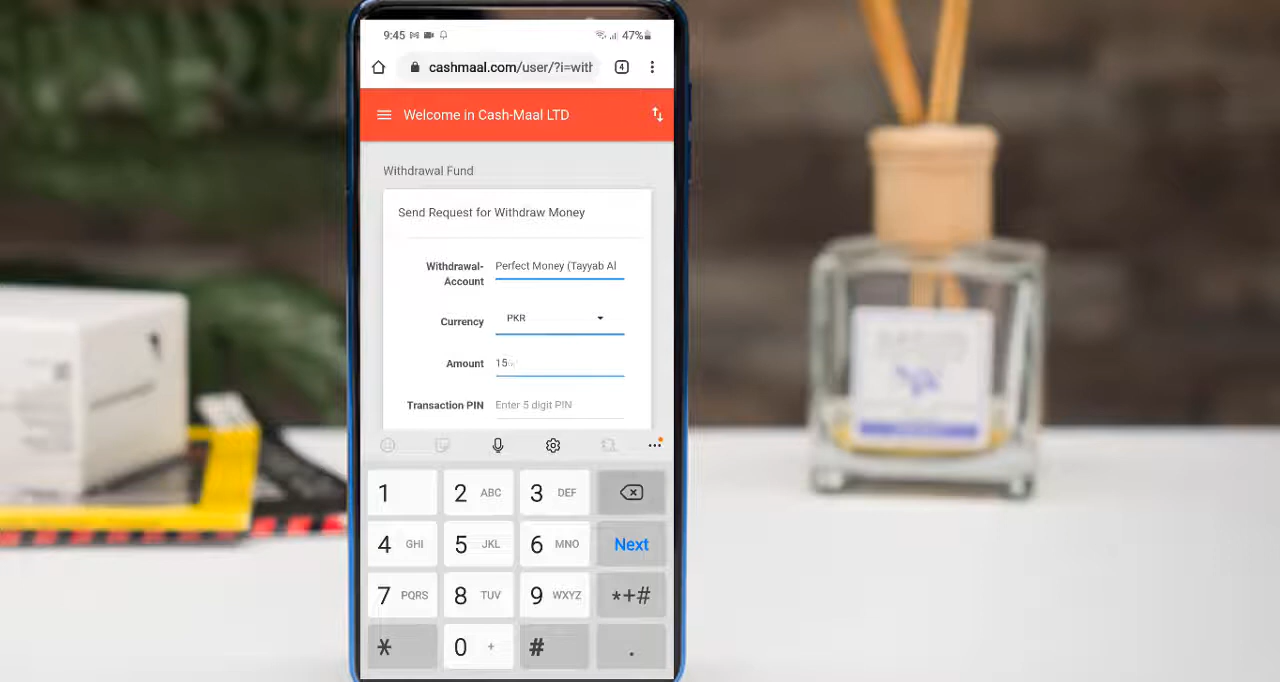 9:45 47%
cashmaal.com/user/?i=with 4
Welcome in Cash-Maal LTD
Withdrawal Fund
Send Request for Withdraw Money
Withdrawal- Perfect Money (Tayyab Al
Account
Currency PKR
Amount 15
Transaction PIN Enter 5 digit PIN
1 2 ABC 3 DEF
4 GHI 5 JKL 6 MNO Next
7 PQRS 8 TUV 9 WXYZ *+#
* 0 + # .